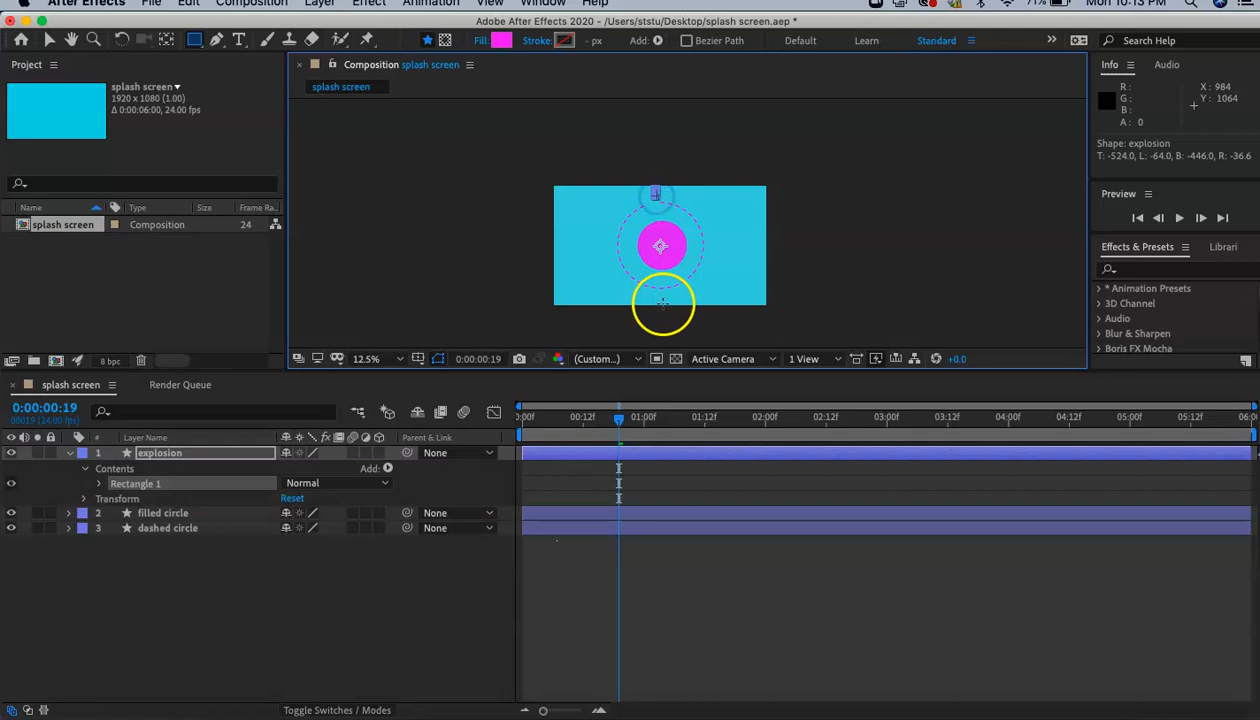 After Effects File Edit Composition Layer Effect Animation View Window Help 71% Mon 10:13 PM
Adobe After Effects 2020 - /Users/ststu/Desktop/splash screen.aep *
Fill: Stroke: - px Add: Bezier Path Default Learn Standard Search Help
Project
splash screen
1920 x 1080 (1.00)
Δ 0:00:06:00, 24.00 fps
Name Type Size Frame Ra...
splash screen Composition 24
8 bpc
Composition splash screen
splash screen
12.5% 0:00:00:19 (Custom...) Active Camera 1 View +0.0
Info Audio
R: X: 984
G: Y: 1064
B:
A: 0
Shape: explosion
T: -524.0, L: -64.0, B: -446.0, R: -36.6
Preview
Effects & Presets Librari
* Animation Presets
3D Channel
Audio
Blur & Sharpen
Boris FX Mocha
splash screen Render Queue
0:00:00:19
00019 (24.00 fps)
0:00f 00:12f 01:00f 01:12f 02:00f 02:12f 03:00f 03:12f 04:00f 04:12f 05:00f 05:12f 06:0
# Layer Name Parent & Link
1 explosion None
Contents Add:
Rectangle 1 Normal
Transform Reset
2 filled circle None
3 dashed circle None
Toggle Switches / Modes